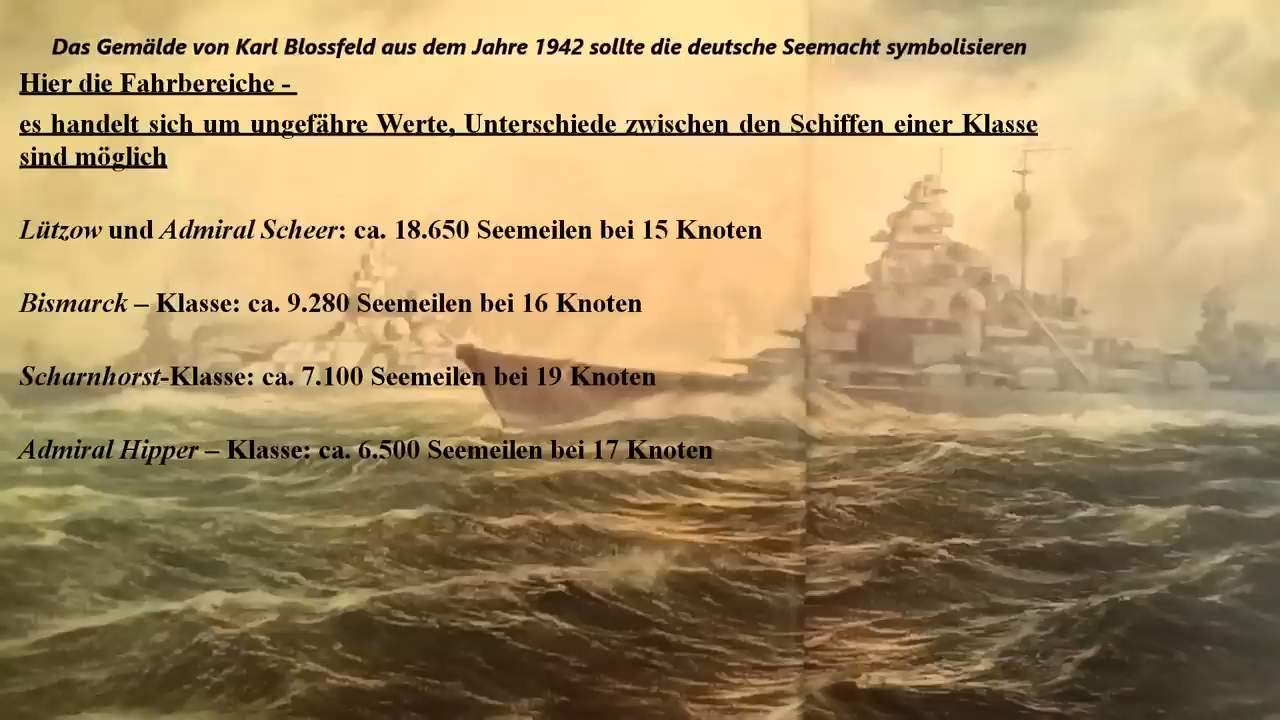 Das Gemälde von Karl Blossfeld aus dem Jahre 1942 sollte die deutsche Seemacht symbolisieren
Hier die Fahrbereiche -
es handelt sich um ungefähre Werte, Unterschiede zwischen den Schiffen einer Klasse
sind möglich
Lützow und Admiral Scheer: ca. 18.650 Seemeilen bei 15 Knoten
Bismarck – Klasse: ca. 9.280 Seemeilen bei 16 Knoten
Scharnhorst-Klasse: ca. 7.100 Seemeilen bei 19 Knoten
Admiral Hipper – Klasse: ca. 6.500 Seemeilen bei 17 Knoten